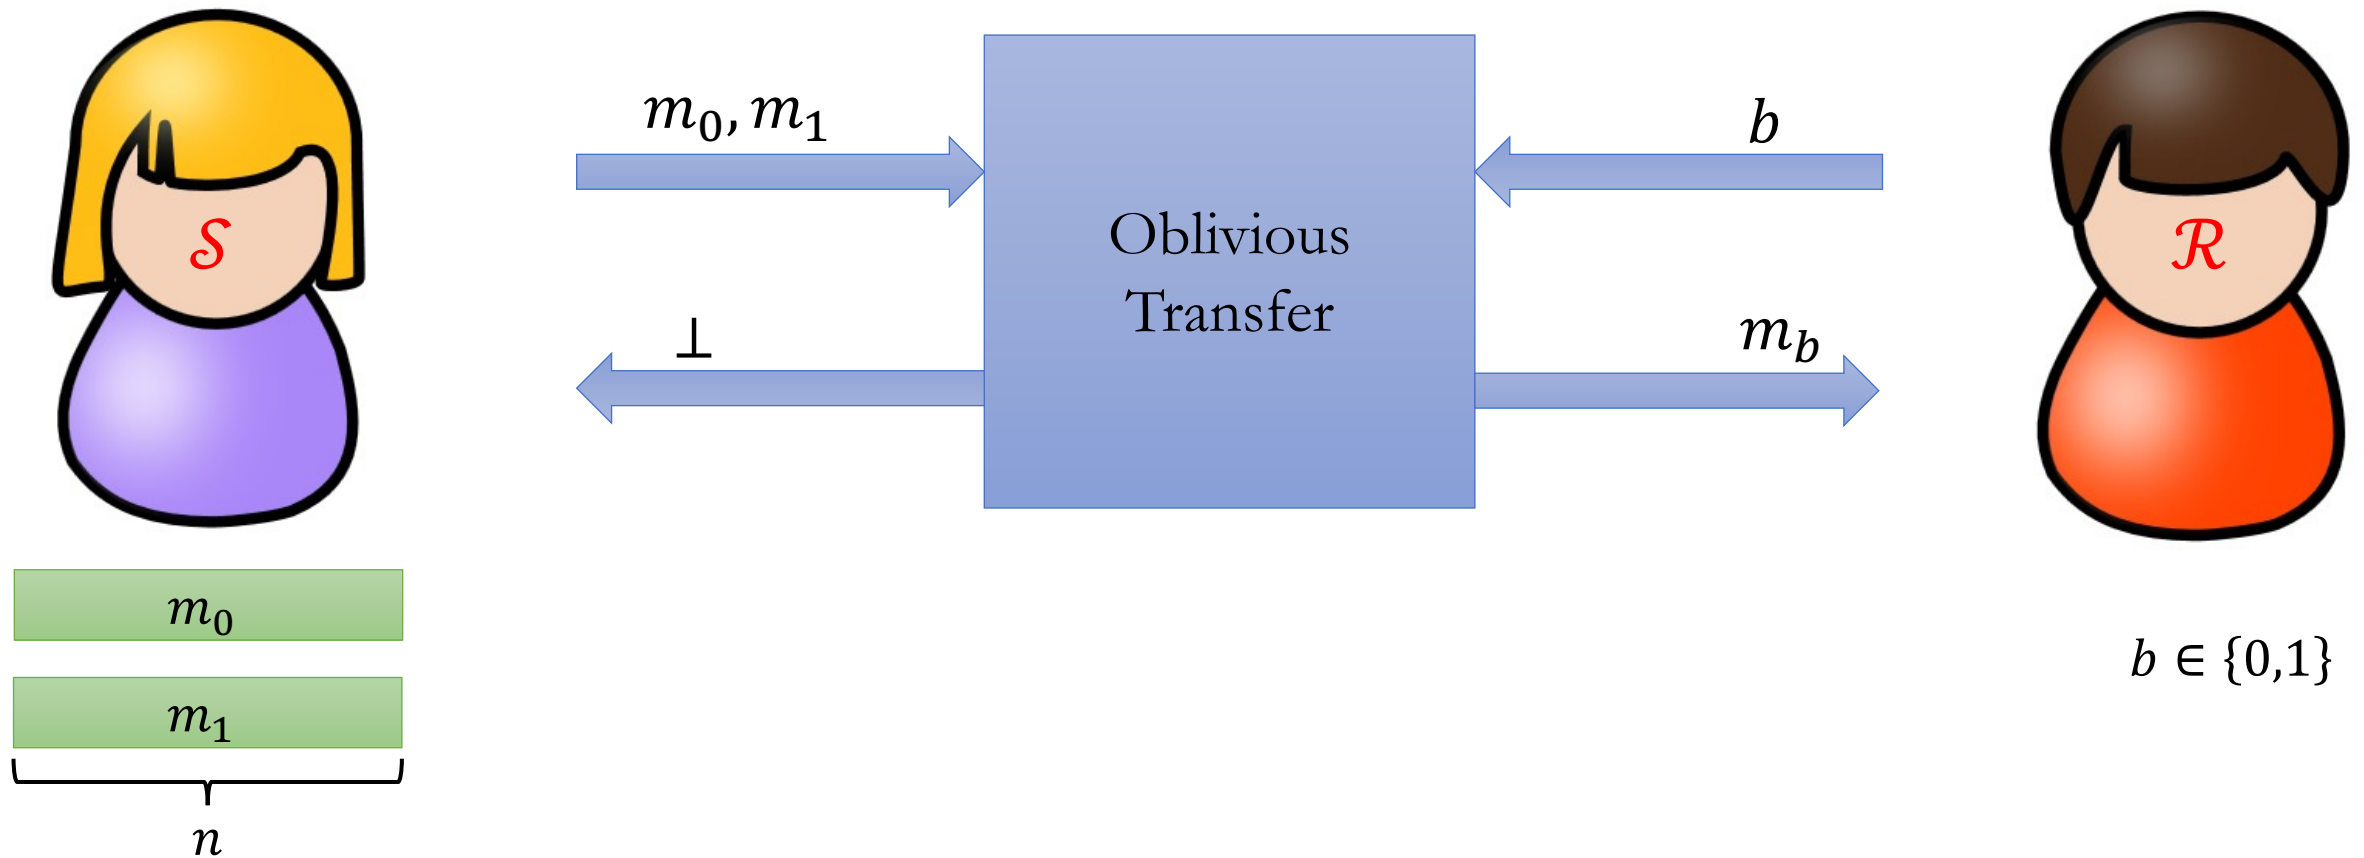 m₀, m₁
b
𝒮
Oblivious
Transfer
ℛ
⊥
m_b
m₀
b ∈ {0,1}
m₁
n